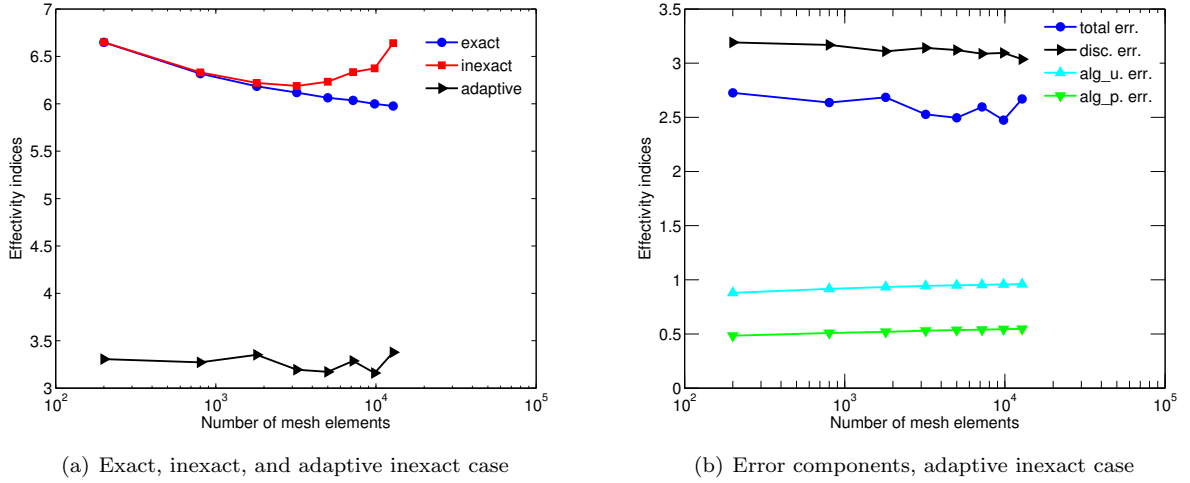 7
6.5
6
5.5
5
4.5
4
3.5
3
10^2
10^3
10^4
10^5
Effectivity indices
Number of mesh elements
exact
inexact
adaptive
(a) Exact, inexact, and adaptive inexact case
3.5
3
2.5
2
1.5
1
0.5
0
10^2
10^3
10^4
10^5
Effectivity indices
Number of mesh elements
total err.
disc. err.
alg_u. err.
alg_p. err.
(b) Error components, adaptive inexact case